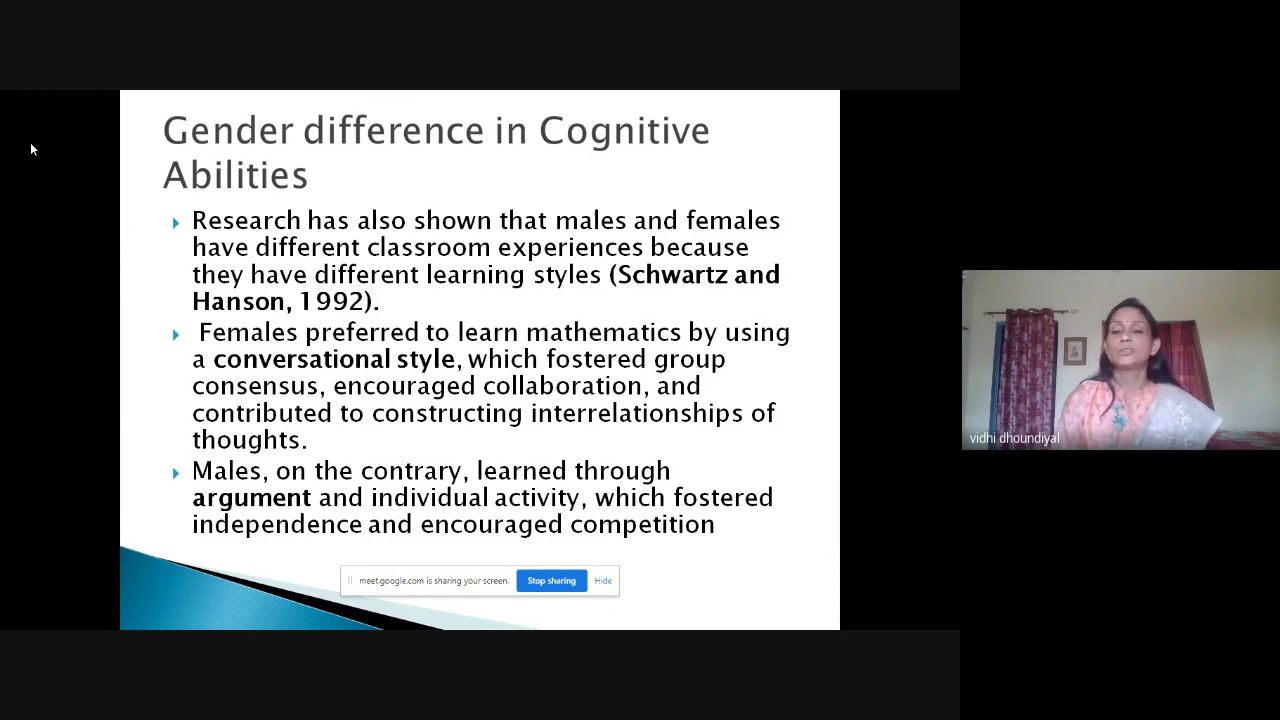 Gender difference in Cognitive
Abilities
Research has also shown that males and females
have different classroom experiences because
they have different learning styles (Schwartz and
Hanson, 1992).
Females preferred to learn mathematics by using
a conversational style, which fostered group
consensus, encouraged collaboration, and
contributed to constructing interrelationships of
thoughts.
Males, on the contrary, learned through
argument and individual activity, which fostered
independence and encouraged competition
meet.google.com is sharing your screen. Stop sharing Hide
vidhi dhoundiyal